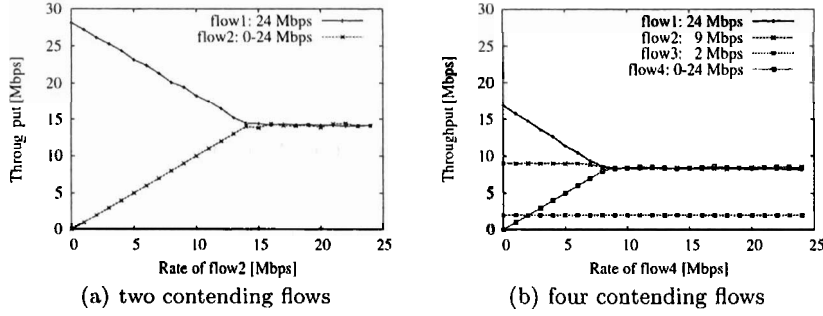 flow1: 24 Mbps
flow2: 0-24 Mbps
Throug put [Mbps]
30
25
20
15
10
5
0
0 5 10 15 20 25
Rate of flow2 [Mbps]
(a) two contending flows
flow1: 24 Mbps
flow2: 9 Mbps
flow3: 2 Mbps
flow4: 0-24 Mbps
Throughput [Mbps]
30
25
20
15
10
5
0
0 5 10 15 20 25
Rate of flow4 [Mbps]
(b) four contending flows